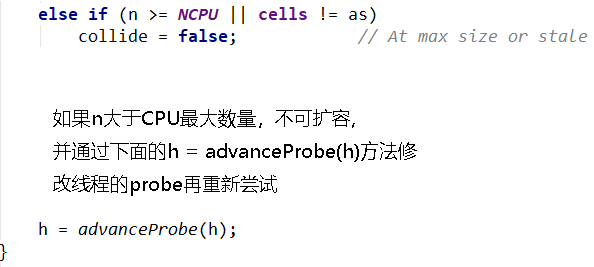 else if (n >= NCPU || cells != as)
collide = false;            // At max size or stale
如果n大于CPU最大数量，不可扩容，
并通过下面的h = advanceProbe(h)方法修
改线程的probe再重新尝试
h = advanceProbe(h);
}